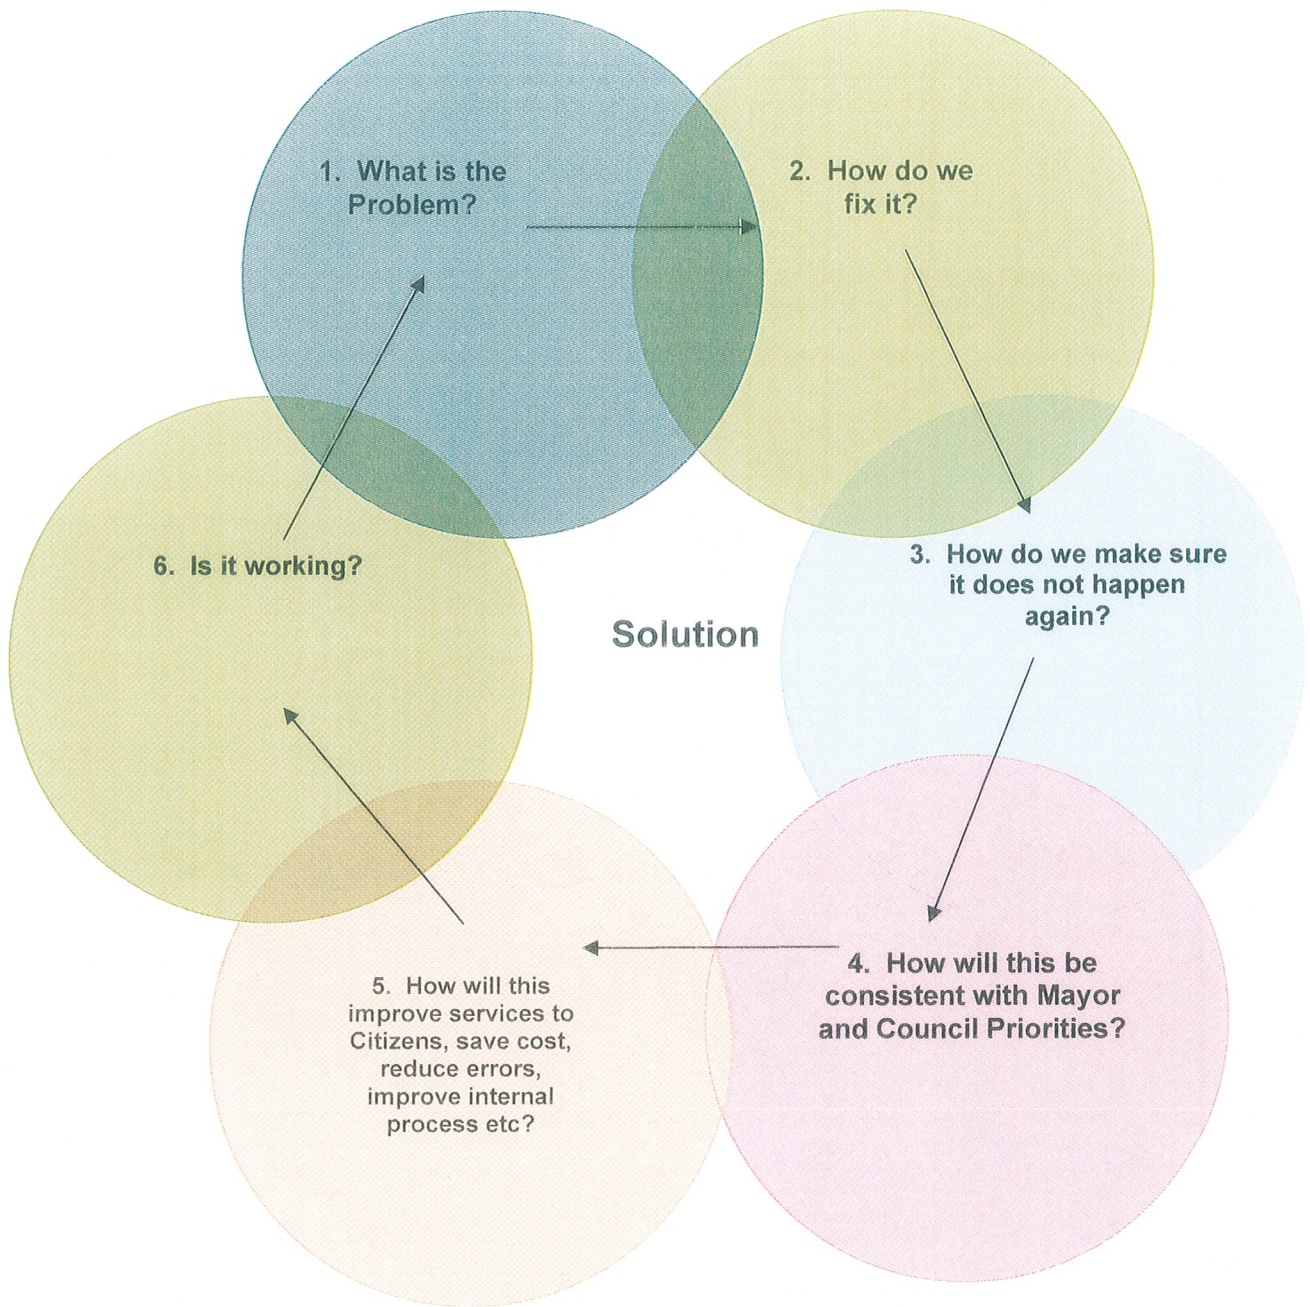 1. What is the
Problem?
2. How do we
fix it?
3. How do we make sure
it does not happen
again?
4. How will this be
consistent with Mayor
and Council Priorities?
5. How will this
improve services to
Citizens, save cost,
reduce errors,
improve internal
process etc?
6. Is it working?
Solution